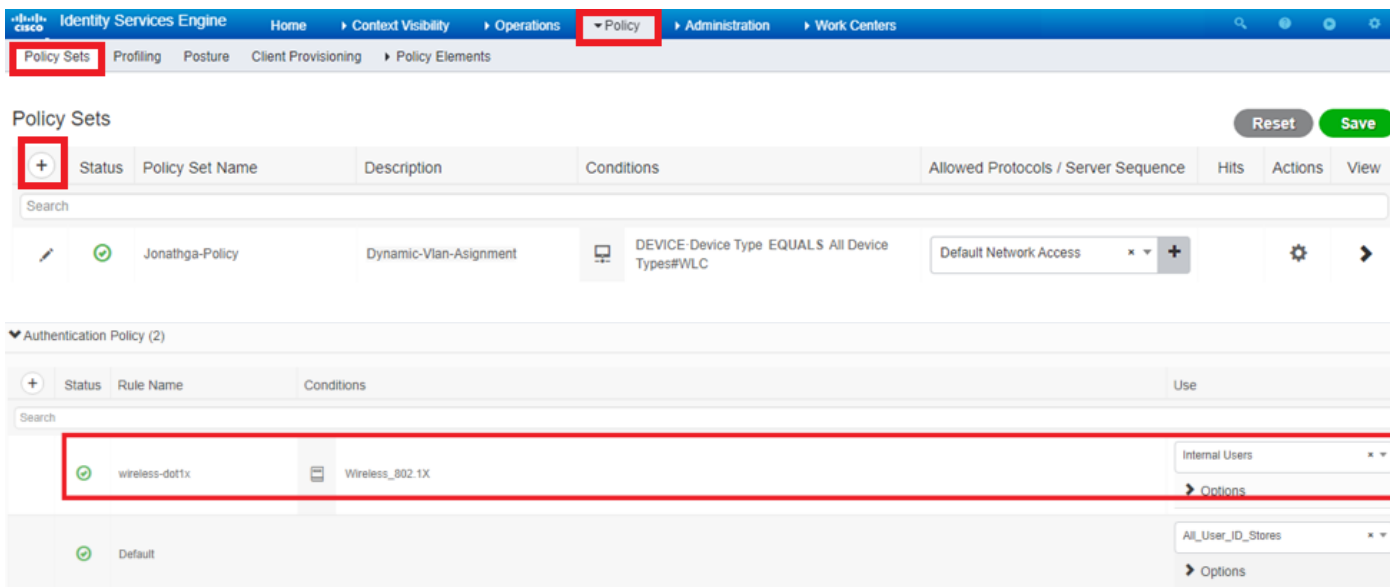 cisco Identity Services Engine Home Context Visibility Operations Policy Administration Work Centers
Policy Sets Profiling Posture Client Provisioning Policy Elements
Policy Sets
Reset Save
+ Status Policy Set Name Description Conditions Allowed Protocols / Server Sequence Hits Actions View
Search
Jonathga-Policy Dynamic-Vlan-Asignment DEVICE·Device Type EQUALS All Device Types#WLC Default Network Access × +
Authentication Policy (2)
+ Status Rule Name Conditions Use
Search
wireless-dot1x Wireless_802.1X Internal Users ×
Options
Default All_User_ID_Stores ×
Options